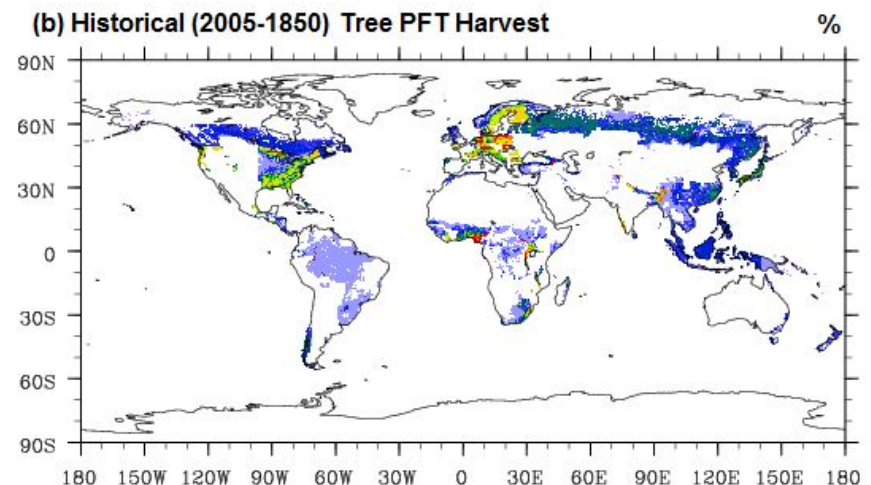 (b) Historical (2005-1850) Tree PFT Harvest %
90N
60N
30N
0
30S
60S
90S
180 150W 120W 90W 60W 30W 0 30E 60E 90E 120E 150E 180